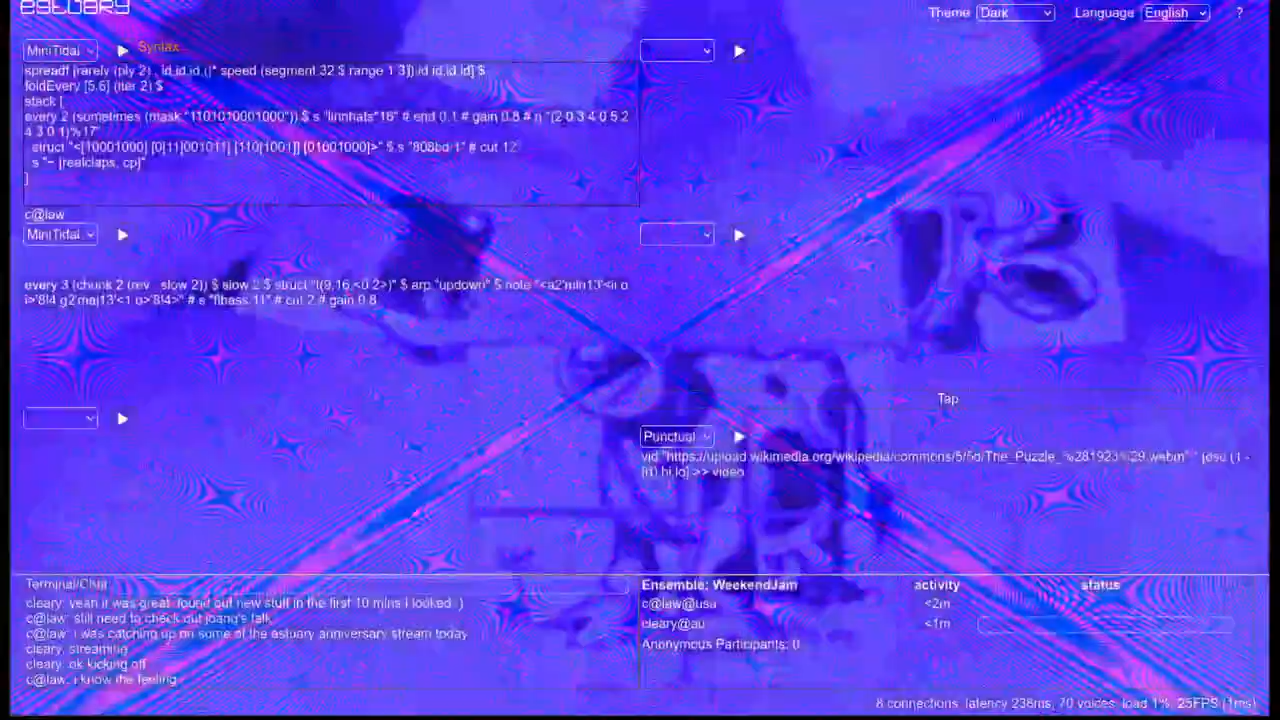 estuary
Theme Dark Language English ?
MiniTidal Syntax...
spreadf [rarely (ply 2) , id,id,id,(|* speed (segment 32 $ range 1 3)),id,id,id,id] $
foldEvery [5,6] (iter 2) $
stack [
every 2 (sometimes (mask "1101010001000")) $ s "linnhats*16" # end 0.1 # gain 0.8 # n "(2 0 3 4 0 5 2
4 3 0 1)%17"
struct "<[10001000] [0|11|001011] [110|1001]] [01001000]>" $ s "808bd:1" # cut 12
s "~ [realclaps, cp]"
]
c@law
MiniTidal
every 3 (chunk 2 (rev . slow 2)) $ slow 2 $ struct "t(9,16,<0 2>)" $ arp "updown" $ note "<a2'min13'<ii o
i>'8!4 g2'maj13'<1 o>'8!4>" # s "flbass:11" # cut 2 # gain 0.8
Tap
Punctual
vid "https://upload.wikimedia.org/wikipedia/commons/5/5d/The_Puzzle_%281923%29.webm"
hi,lo] >> video
Terminal/Chat
cleary: yeah it was great, found out new stuff in the first 10 mins I looked :)
c@law: still need to check out joanq's talk
c@law: i was catching up on some of the estuary anniversary stream today
cleary: streaming
cleary: ok kicking off
c@law: i know the feeling
Ensemble: WeekendJam activity status
c@law@usa <2m
cleary@au <1m
Anonymous Participants: 0
8 connections, latency 238ms, 70 voices, load 1%, 25FPS (1ms)